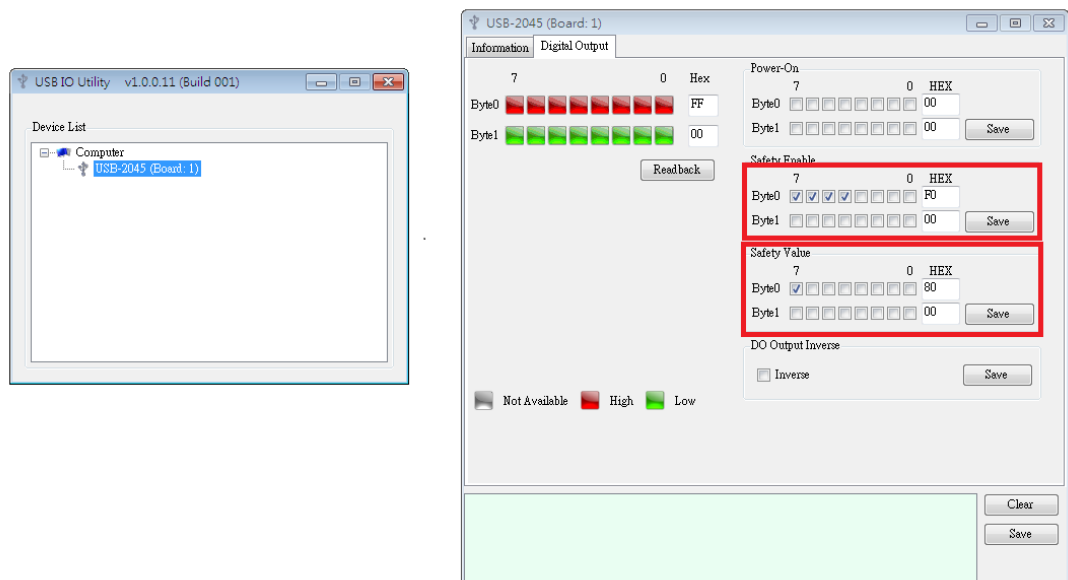 USB IO Utility v1.0.0.11 (Build 001)
Device List
Computer
USB-2045 (Board: 1)
USB-2045 (Board: 1)
Information Digital Output
7 0 Hex
Byte0 FF
Byte1 00
Readback
Not Available High Low
Power-On
7 0 HEX
Byte0 00
Byte1 00 Save
Safety Enable
7 0 HEX
Byte0 F0
Byte1 00 Save
Safety Value
7 0 HEX
Byte0 80
Byte1 00 Save
DO Output Inverse
Inverse Save
Clear
Save